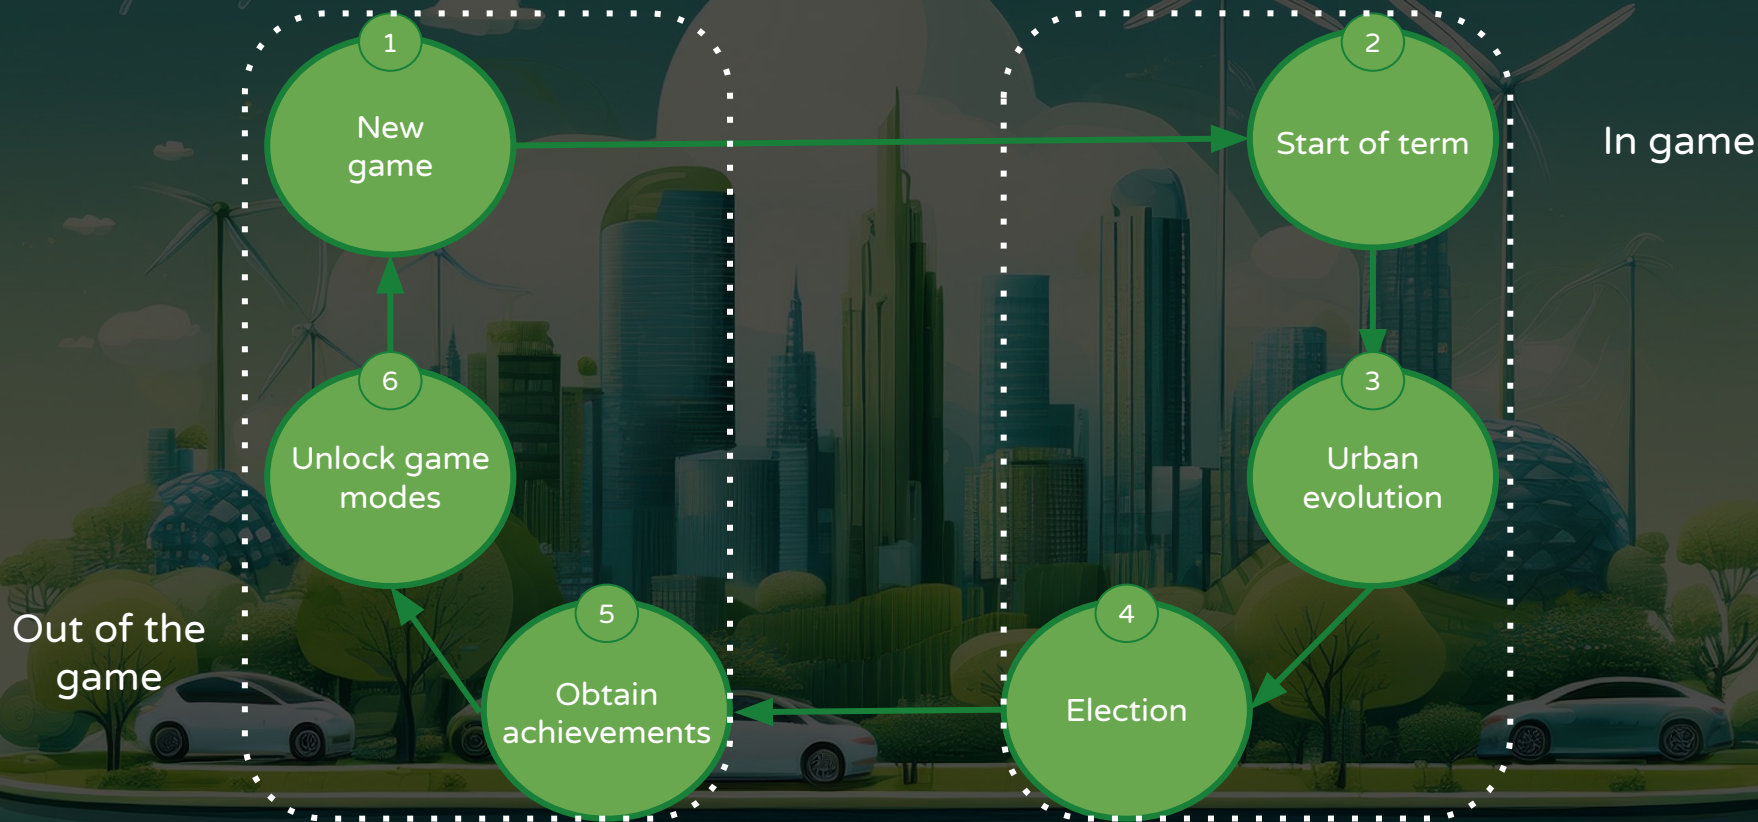 1
New
game
2
Start of term
In game
3
Urban
evolution
4
Election
5
Obtain
achievements
6
Unlock game
modes
Out of the
game